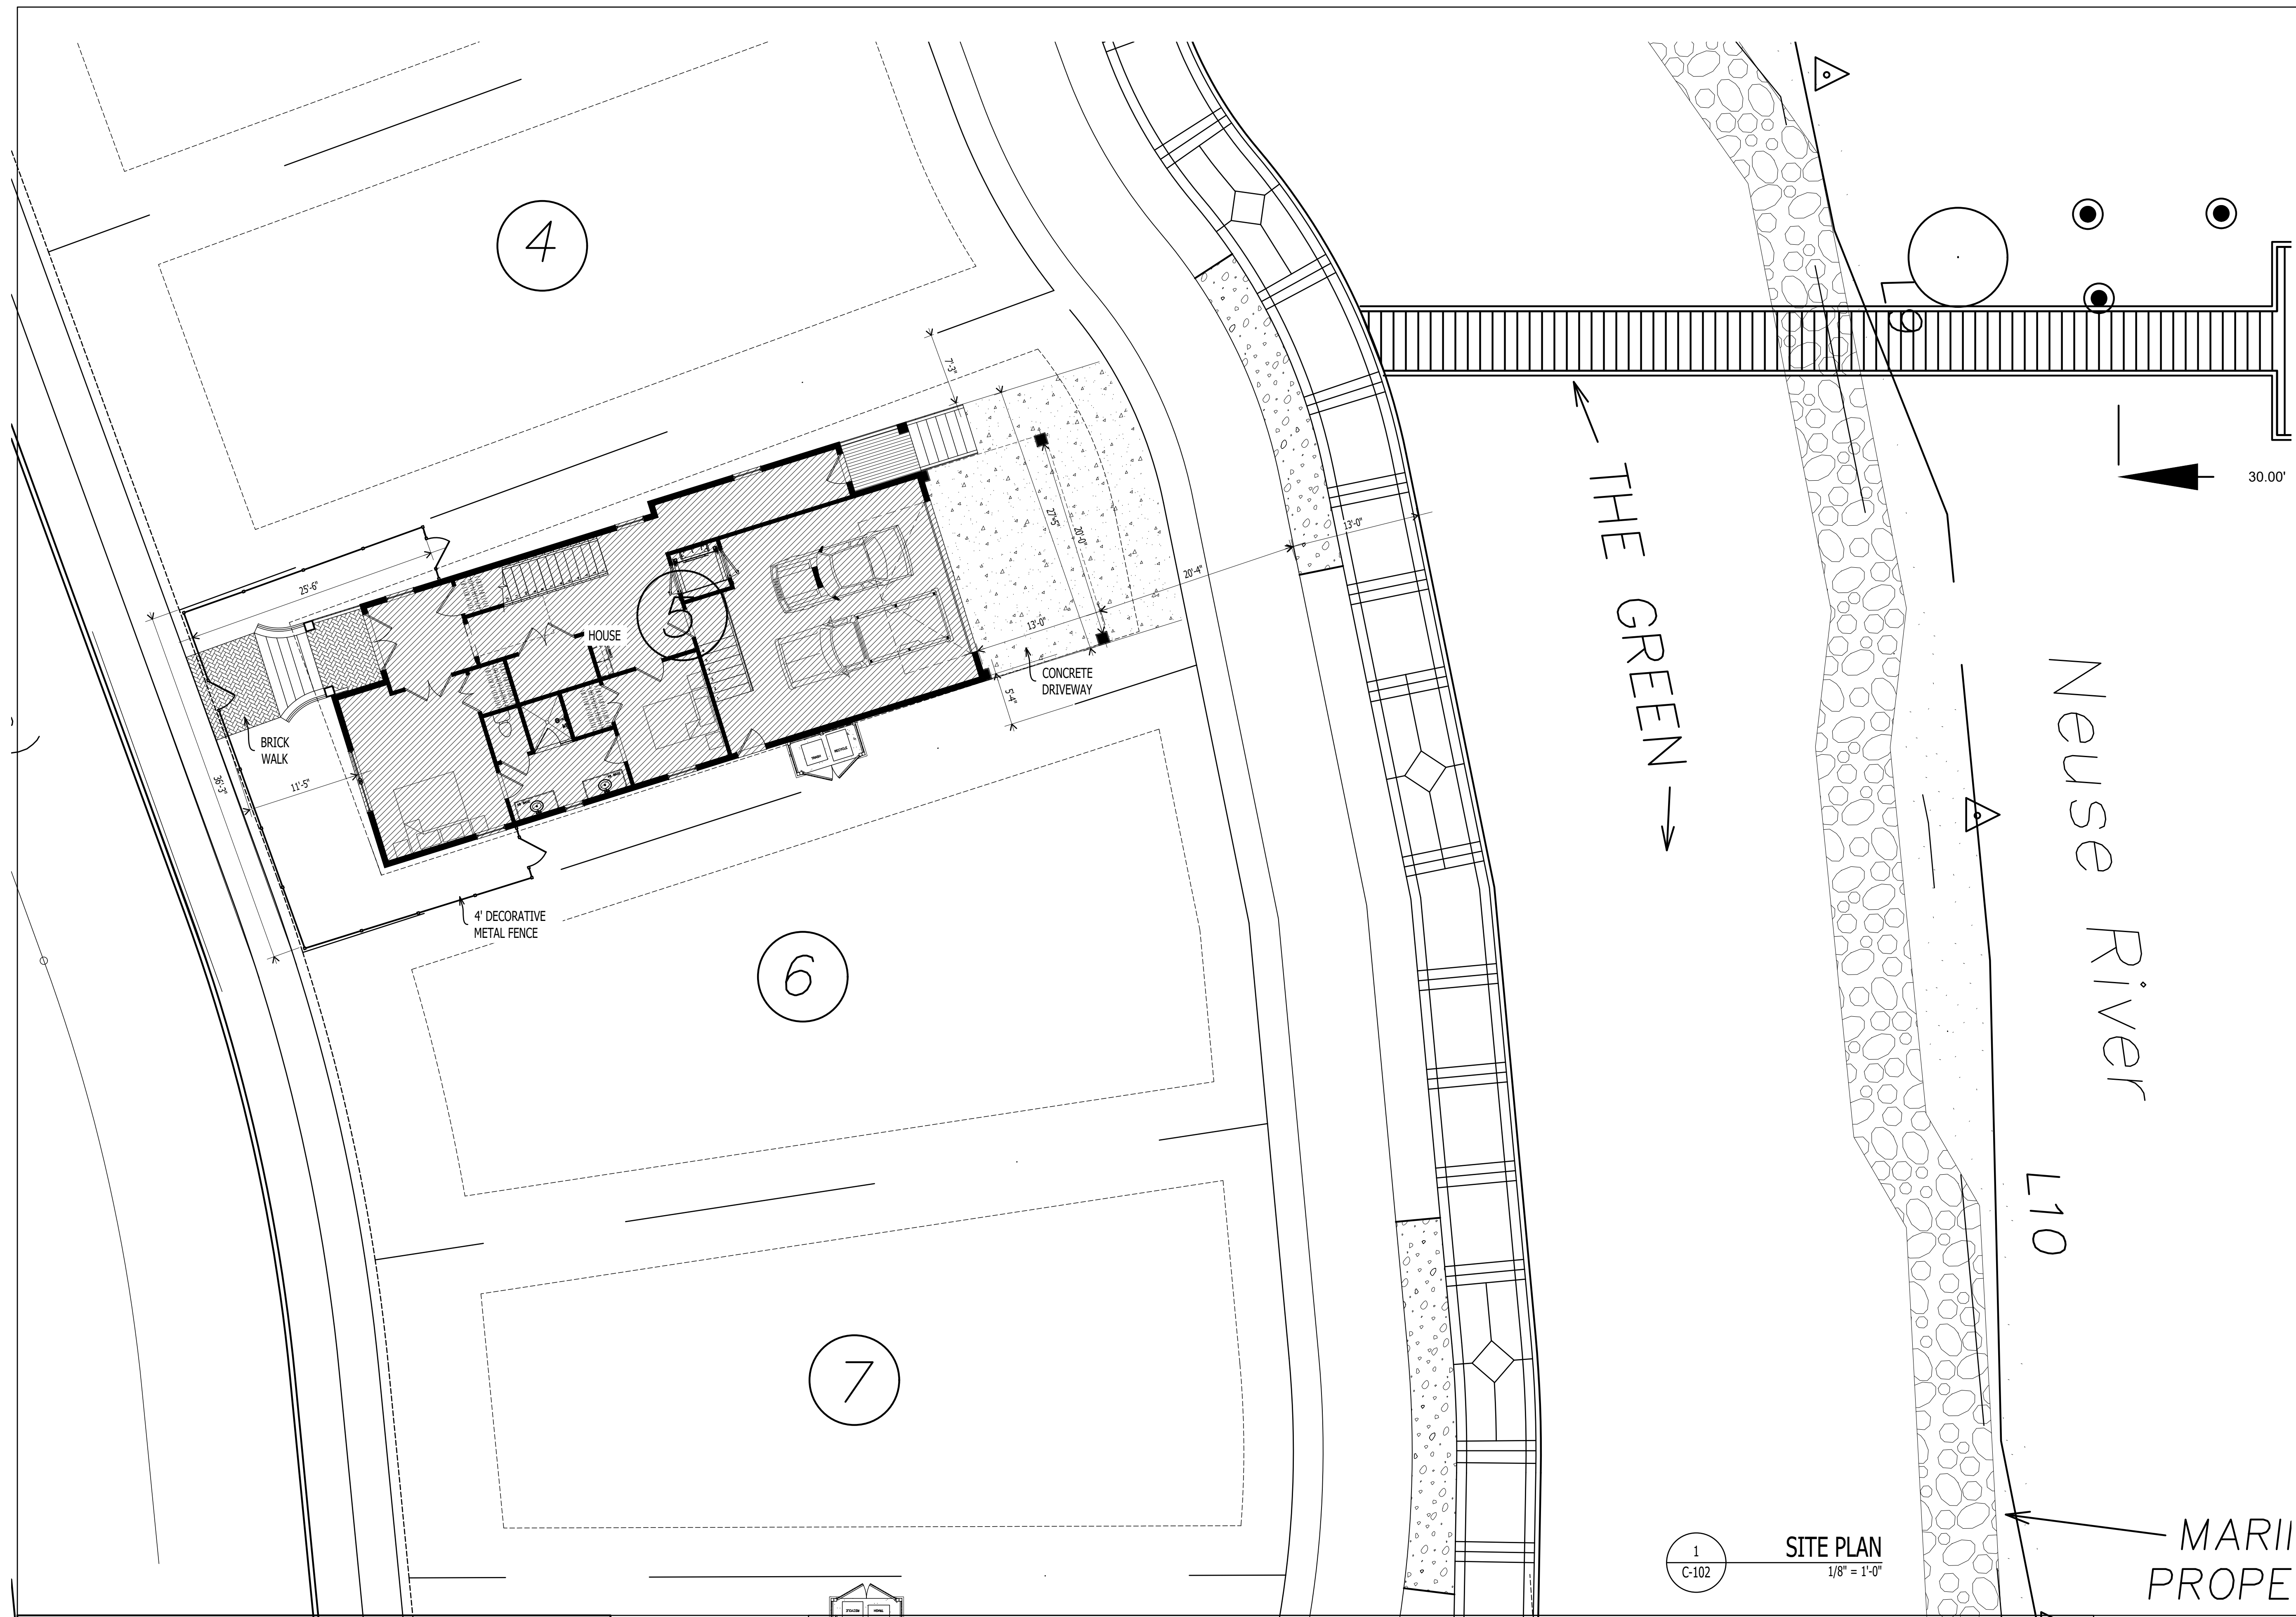 4
7'-3"
L9
30.00'
THE GREEN
Neuse River
13'-0"
20'-4"
27'-5"
20'-0"
13'-0"
5'-4"
25'-6"
HOUSE
5
CONCRETE
DRIVEWAY
BRICK
WALK
36'-3"
11'-5"
4' DECORATIVE
METAL FENCE
6
L10
7
1
C-102
SITE PLAN
1/8" = 1'-0"
MARI
PROPE